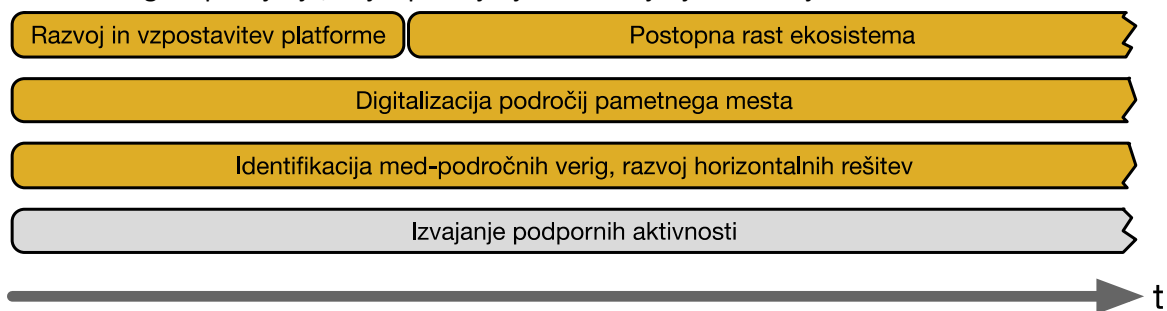 Razvoj in vzpostavitev platforme Postopna rast ekosistema
Digitalizacija področij pametnega mesta
Identifikacija med-področnih verig, razvoj horizontalnih rešitev
Izvajanje podpornih aktivnosti
t